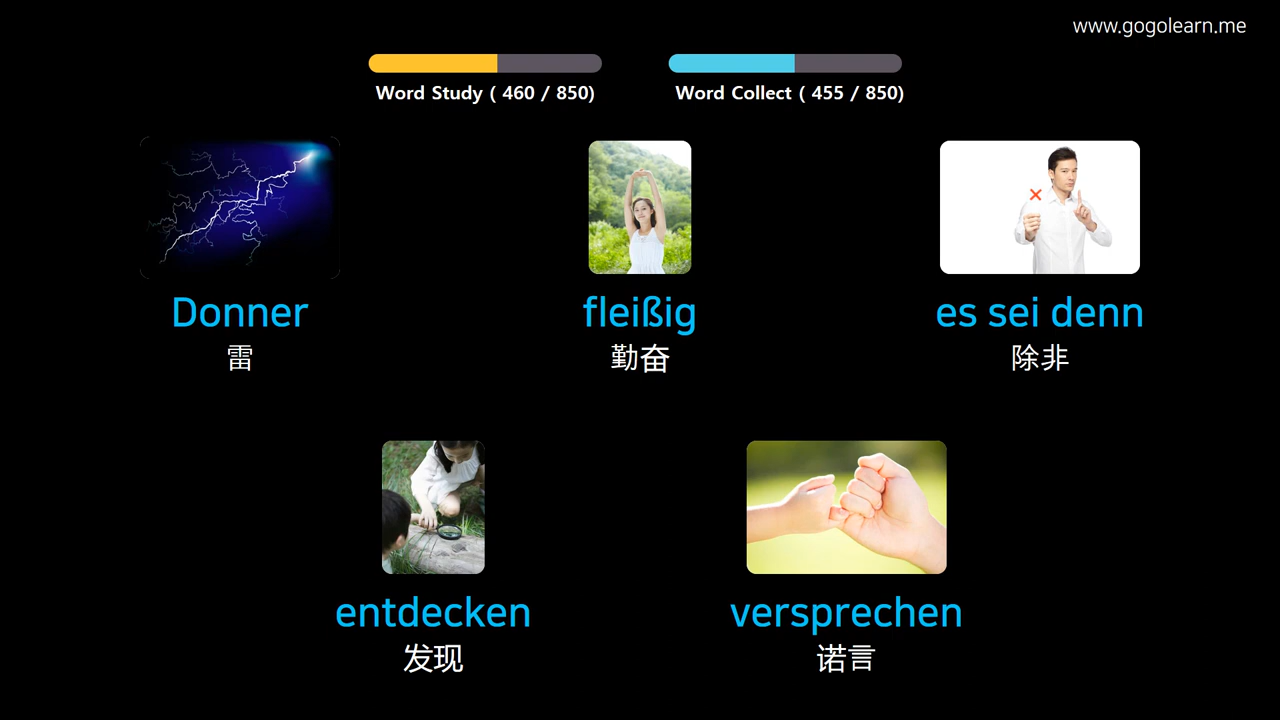 www.gogolearn.me
Word Study ( 460 / 850)
Word Collect ( 455 / 850)
Donner
雷
fleißig
勤奋
es sei denn
除非
entdecken
发现
versprechen
诺言